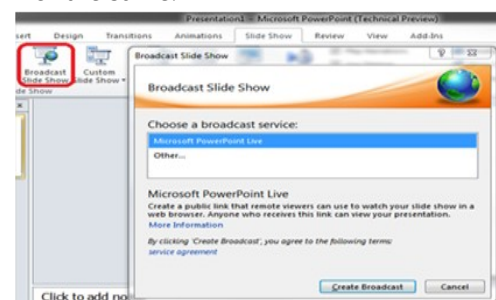 Presentation1 - Microsoft PowerPoint (Technical Preview)
sert Design Transitions Animations Slide Show Review View Add-Ins
Broadcast Slide Show
Custom Slide Show
de Show
Broadcast Slide Show
Broadcast Slide Show
Choose a broadcast service:
Microsoft PowerPoint Live
Other...
Microsoft PowerPoint Live
Create a public link that remote viewers can use to watch your slide show in a
web browser. Anyone who receives this link can view your presentation.
More Information
By clicking 'Create Broadcast', you agree to the following terms:
service agreement
Create Broadcast Cancel
Click to add no